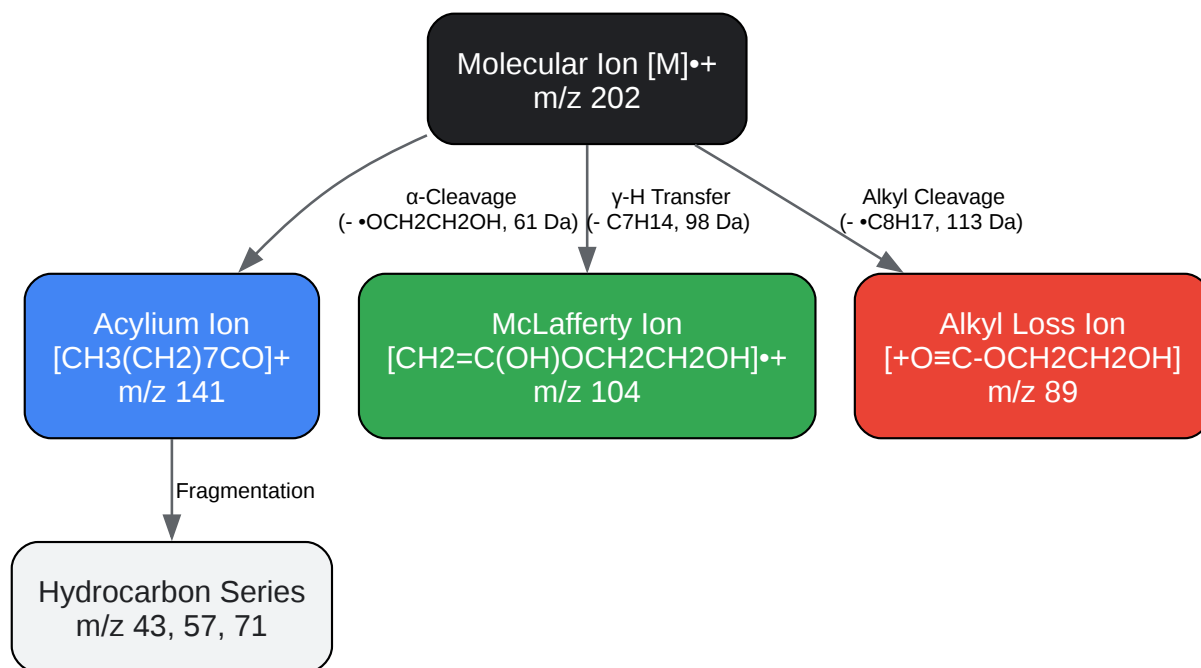 Molecular Ion [M]•+
m/z 202
α-Cleavage
(- •OCH2CH2OH, 61 Da)
γ-H Transfer
(- C7H14, 98 Da)
Alkyl Cleavage
(- •C8H17, 113 Da)
Acylium Ion
[CH3(CH2)7CO]+
m/z 141
McLafferty Ion
[CH2=C(OH)OCH2CH2OH]•+
m/z 104
Alkyl Loss Ion
[+O≡C-OCH2CH2OH]
m/z 89
Fragmentation
Hydrocarbon Series
m/z 43, 57, 71